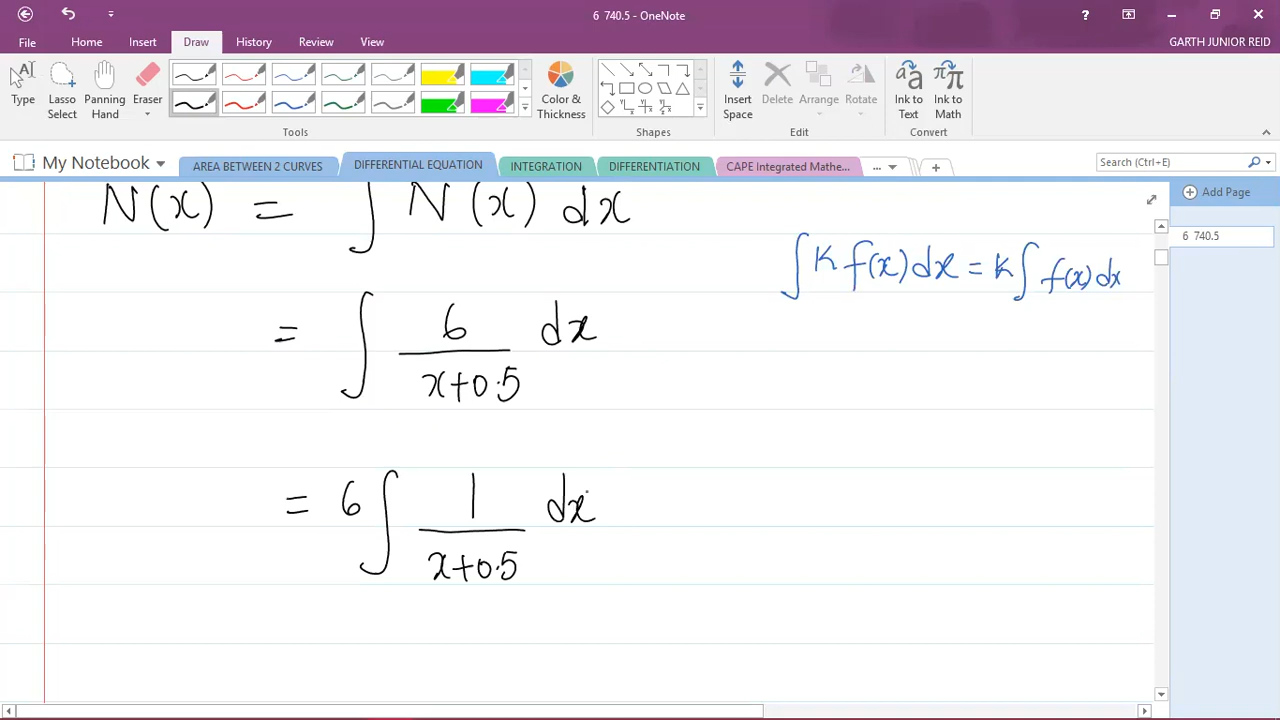 6 740.5 - OneNote
GARTH JUNIOR REID
File Home Insert Draw History Review View
Type
Lasso Select
Panning Hand
Eraser
Color & Thickness
Insert Space
Delete
Arrange
Rotate
Ink to Text
Ink to Math
Tools
Shapes
Edit
Convert
My Notebook
AREA BETWEEN 2 CURVES
DIFFERENTIAL EQUATION
INTEGRATION
DIFFERENTIATION
CAPE Integrated Mathe...
Search (Ctrl+E)
Add Page
6 740.5
N(x) = ∫ N(x) dx
∫ K f(x) dx = K ∫ f(x) dx
= ∫ 6/(x+0.5) dx
= 6 ∫ 1/(x+0.5) dx